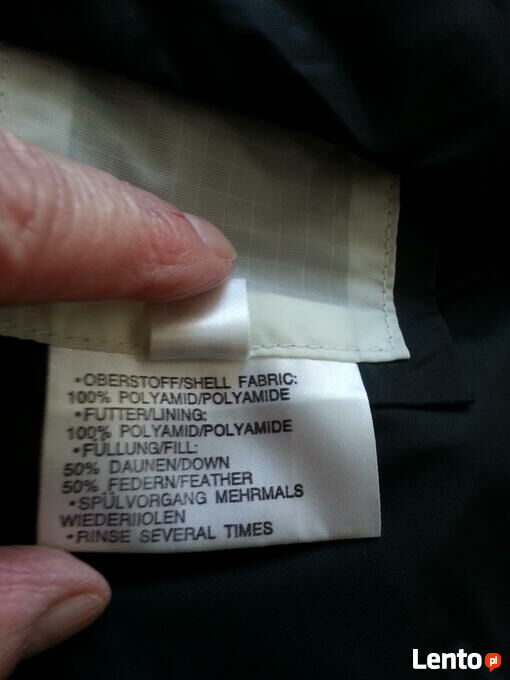 •OBERSTOFF/SHELL FABRIC:
100% POLYAMID/POLYAMIDE
•FUTTER/LINING:
100% POLYAMID/POLYAMIDE
•FÜLLUNG/FILL:
50% DAUNEN/DOWN
50% FEDERN/FEATHER
•SPÜLVORGANG MEHRMALS
WIEDERHOLEN
•RINSE SEVERAL TIMES
Lento pl